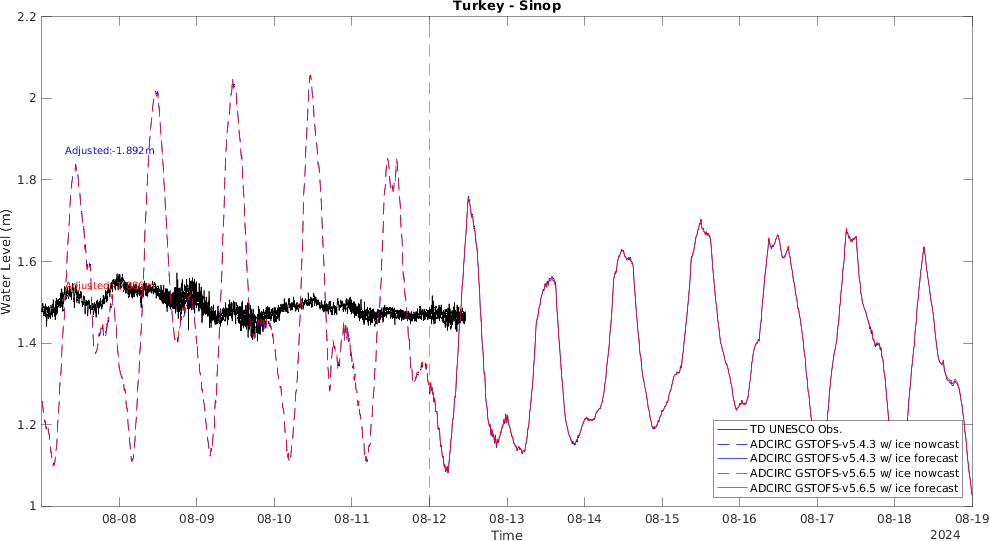 Turkey - Sinop
2.2
2
1.8
1.6
1.4
1.2
1
Water Level (m)
Adjusted:-1.892m
Adjusted:
TD UNESCO Obs.
ADCIRC GSTOFS-v5.4.3 w/ ice nowcast
ADCIRC GSTOFS-v5.4.3 w/ ice forecast
ADCIRC GSTOFS-v5.6.5 w/ ice nowcast
ADCIRC GSTOFS-v5.6.5 w/ ice forecast
08-08 08-09 08-10 08-11 08-12 08-13 08-14 08-15 08-16 08-17 08-18 08-19
Time
2024